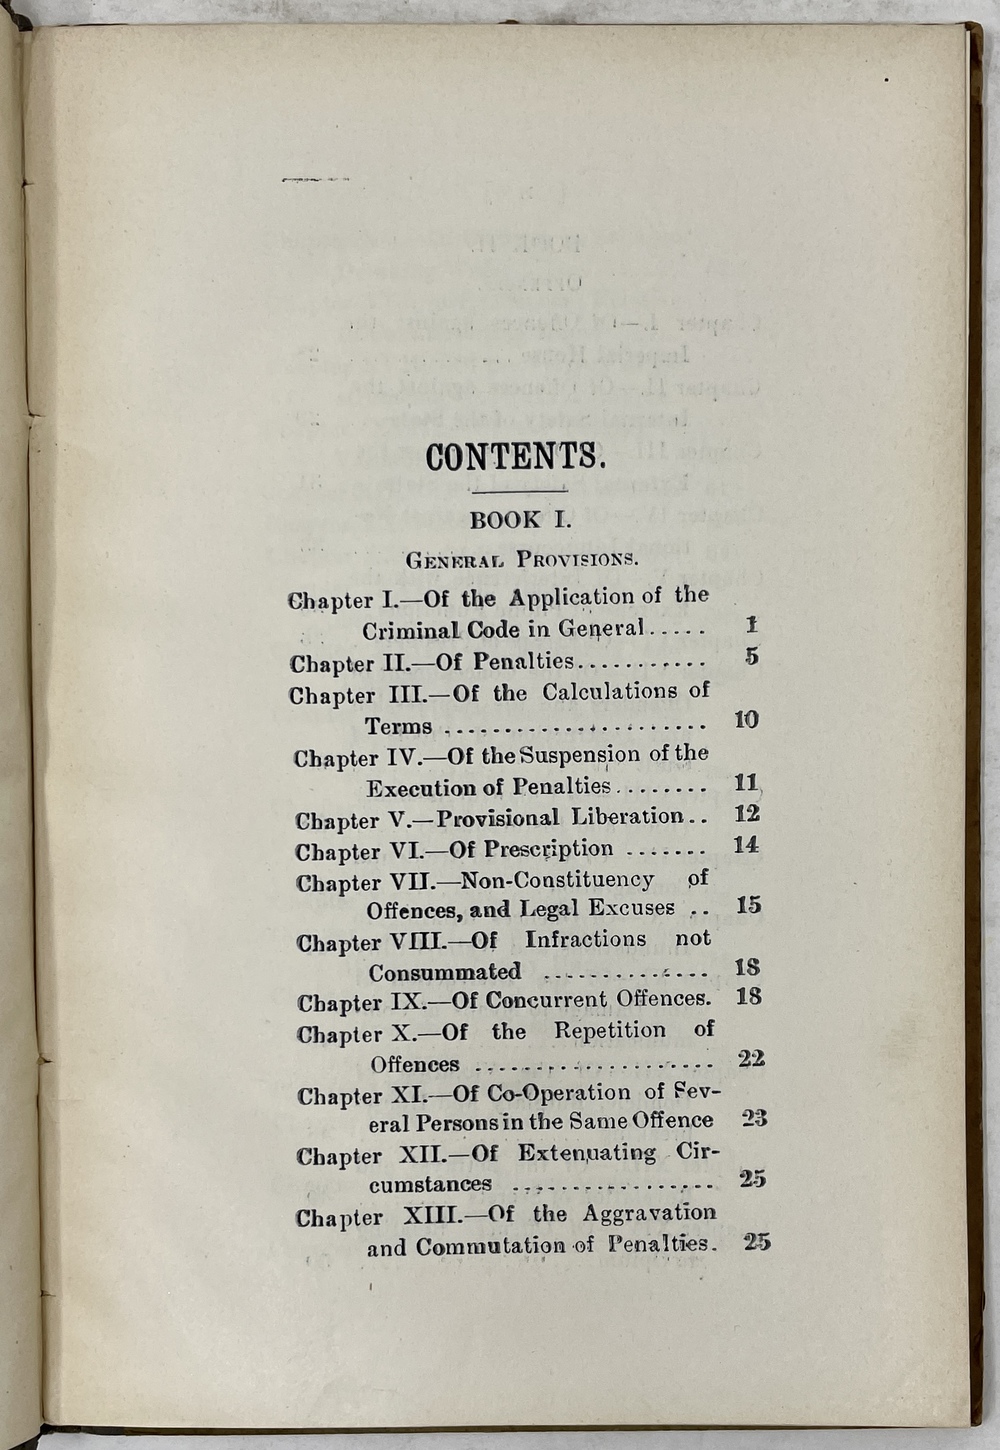 CONTENTS.
BOOK I.
GENERAL PROVISIONS.
Chapter I.—Of the Application of the
Criminal Code in General..... 1
Chapter II.—Of Penalties........... 5
Chapter III.—Of the Calculations of
Terms ...................... 10
Chapter IV.—Of the Suspension of the
Execution of Penalties........ 11
Chapter V.—Provisional Liberation.. 12
Chapter VI.—Of Prescription ....... 14
Chapter VII.—Non-Constituency of
Offences, and Legal Excuses .. 15
Chapter VIII.—Of Infractions not
Consummated .............. 18
Chapter IX.—Of Concurrent Offences. 18
Chapter X.—Of the Repetition of
Offences .................... 22
Chapter XI.—Of Co-Operation of Sev-
eral Persons in the Same Offence 23
Chapter XII.—Of Extenuating Cir-
cumstances ................. 25
Chapter XIII.—Of the Aggravation
and Commutation of Penalties. 25